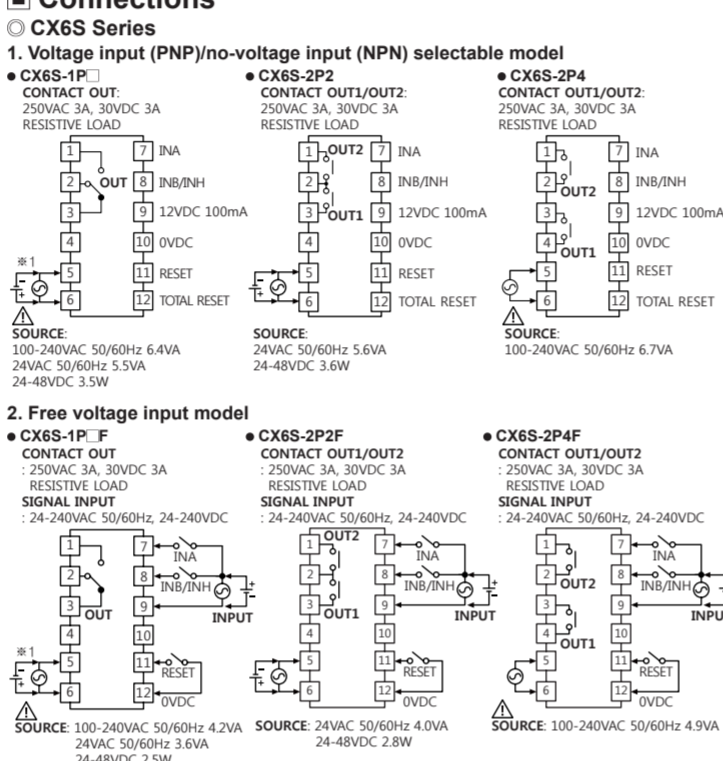 Connections
◎ CX6S Series
1. Voltage input (PNP)/no-voltage input (NPN) selectable model
● CX6S-1P□
CONTACT OUT:
250VAC 3A, 30VDC 3A
RESISTIVE LOAD
1
2
3
4
5
6
OUT
7 INA
8 INB/INH
9 12VDC 100mA
10 0VDC
11 RESET
12 TOTAL RESET
※1
SOURCE:
100-240VAC 50/60Hz 6.4VA
24VAC 50/60Hz 5.5VA
24-48VDC 3.5W
● CX6S-2P2
CONTACT OUT1/OUT2:
250VAC 3A, 30VDC 3A
RESISTIVE LOAD
1
2
3
4
5
6
OUT2
OUT1
7 INA
8 INB/INH
9 12VDC 100mA
10 0VDC
11 RESET
12 TOTAL RESET
SOURCE:
24VAC 50/60Hz 5.6VA
24-48VDC 3.6W
● CX6S-2P4
CONTACT OUT1/OUT2:
250VAC 3A, 30VDC 3A
RESISTIVE LOAD
1
2
3
4
5
6
OUT2
OUT1
7 INA
8 INB/INH
9 12VDC 100mA
10 0VDC
11 RESET
12 TOTAL RESET
SOURCE:
100-240VAC 50/60Hz 6.7VA
2. Free voltage input model
● CX6S-1P□F
CONTACT OUT
: 250VAC 3A, 30VDC 3A
RESISTIVE LOAD
SIGNAL INPUT
: 24-240VAC 50/60Hz, 24-240VDC
1
2
3
4
5
6
OUT
7
8
9
10
11
12
INA
INB/INH
INPUT
RESET
0VDC
※1
SOURCE: 100-240VAC 50/60Hz 4.2VA
24VAC 50/60Hz 3.6VA
24-48VDC 2.5W
● CX6S-2P2F
CONTACT OUT1/OUT2
: 250VAC 3A, 30VDC 3A
RESISTIVE LOAD
SIGNAL INPUT
: 24-240VAC 50/60Hz, 24-240VDC
OUT2
1
2
3
4
5
6
OUT1
7
8
9
10
11
12
INA
INB/INH
INPUT
RESET
0VDC
SOURCE: 24VAC 50/60Hz 4.0VA
24-48VDC 2.8W
● CX6S-2P4F
CONTACT OUT1/OUT2
: 250VAC 3A, 30VDC 3A
RESISTIVE LOAD
SIGNAL INPUT
: 24-240VAC 50/60Hz, 24-240VDC
1
2
3
4
5
6
OUT2
OUT1
7
8
9
10
11
12
INA
INB/INH
INPU
RESET
0VDC
SOURCE: 100-240VAC 50/60Hz 4.9VA